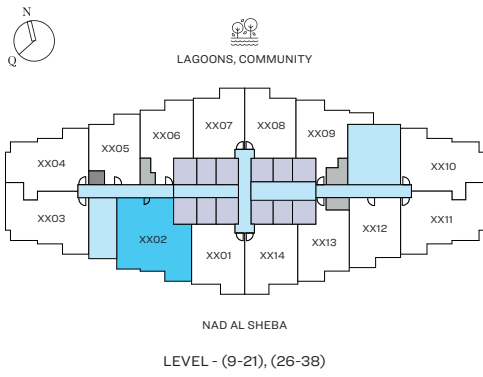 N
Q
LAGOONS, COMMUNITY
XX07 XX08
XX06 XX09
XX05
XX04 XX10
XX03 XX11
XX02 XX12
XX01 XX14 XX13
NAD AL SHEBA
LEVEL - (9-21), (26-38)